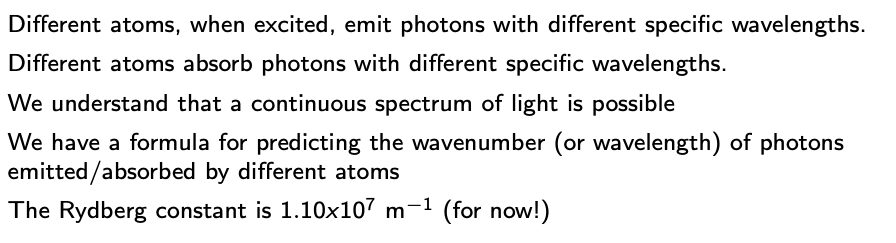 Different atoms, when excited, emit photons with different specific wavelengths.
Different atoms absorb photons with different specific wavelengths.
We understand that a continuous spectrum of light is possible
We have a formula for predicting the wavenumber (or wavelength) of photons
emitted/absorbed by different atoms
The Rydberg constant is 1.10x10⁷ m⁻¹ (for now!)